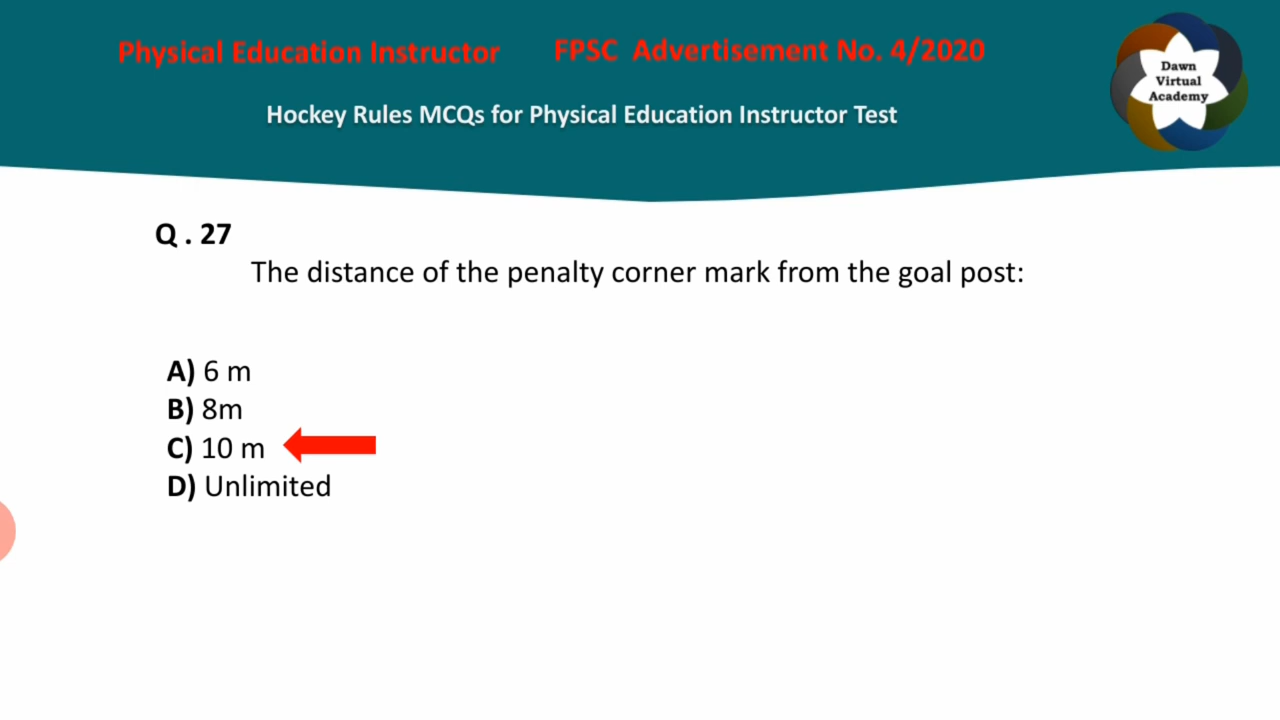 Physical Education Instructor FPSC Advertisement No. 4/2020
Hockey Rules MCQs for Physical Education Instructor Test
Dawn
Virtual
Academy
Q . 27
The distance of the penalty corner mark from the goal post:
A) 6 m
B) 8m
C) 10 m
D) Unlimited